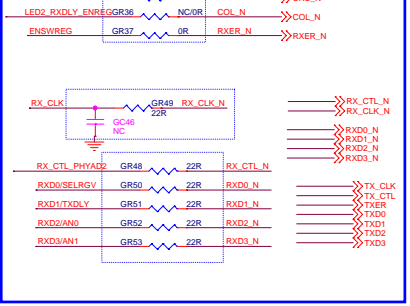 LED2_RXDLY_ENREG GR36 NC/0R COL_N COL_N
ENSWREG GR37 0R RXER_N RXER_N
RX_CLK GR49 RX_CLK_N
22R
GC46
NC
RX_CTL_N
RX_CLK_N
RXD0_N
RXD1_N
RXD2_N
RXD3_N
RX_CTL_PHYAD2 GR48 22R RX_CTL_N
RXD0/SELRGV GR50 22R RXD0_N
RXD1/TXDLY GR51 22R RXD1_N
RXD2/AN0 GR52 22R RXD2_N
RXD3/AN1 GR53 22R RXD3_N
TX_CLK
TX_CTL
TXER
TXD0
TXD1
TXD2
TXD3